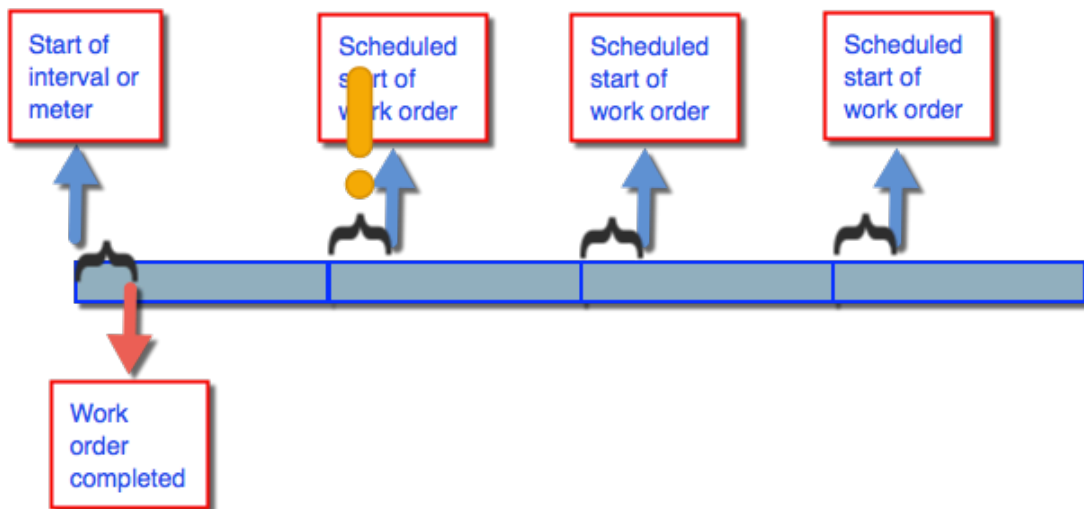 Start of
interval or
meter
Scheduled
start of
work order
Scheduled
start of
work order
Scheduled
start of
work order
Work
order
completed